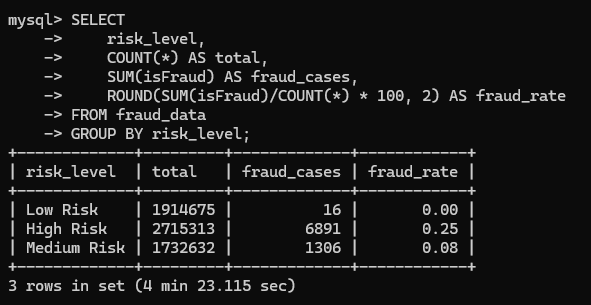 mysql> SELECT
    ->     risk_level,
    ->     COUNT(*) AS total,
    ->     SUM(isFraud) AS fraud_cases,
    ->     ROUND(SUM(isFraud)/COUNT(*) * 100, 2) AS fraud_rate
    -> FROM fraud_data
    -> GROUP BY risk_level;
+-------------+---------+-------------+------------+
| risk_level  | total   | fraud_cases | fraud_rate |
+-------------+---------+-------------+------------+
| Low Risk    | 1914675 |          16 |       0.00 |
| High Risk   | 2715313 |        6891 |       0.25 |
| Medium Risk | 1732632 |        1306 |       0.08 |
+-------------+---------+-------------+------------+
3 rows in set (4 min 23.115 sec)